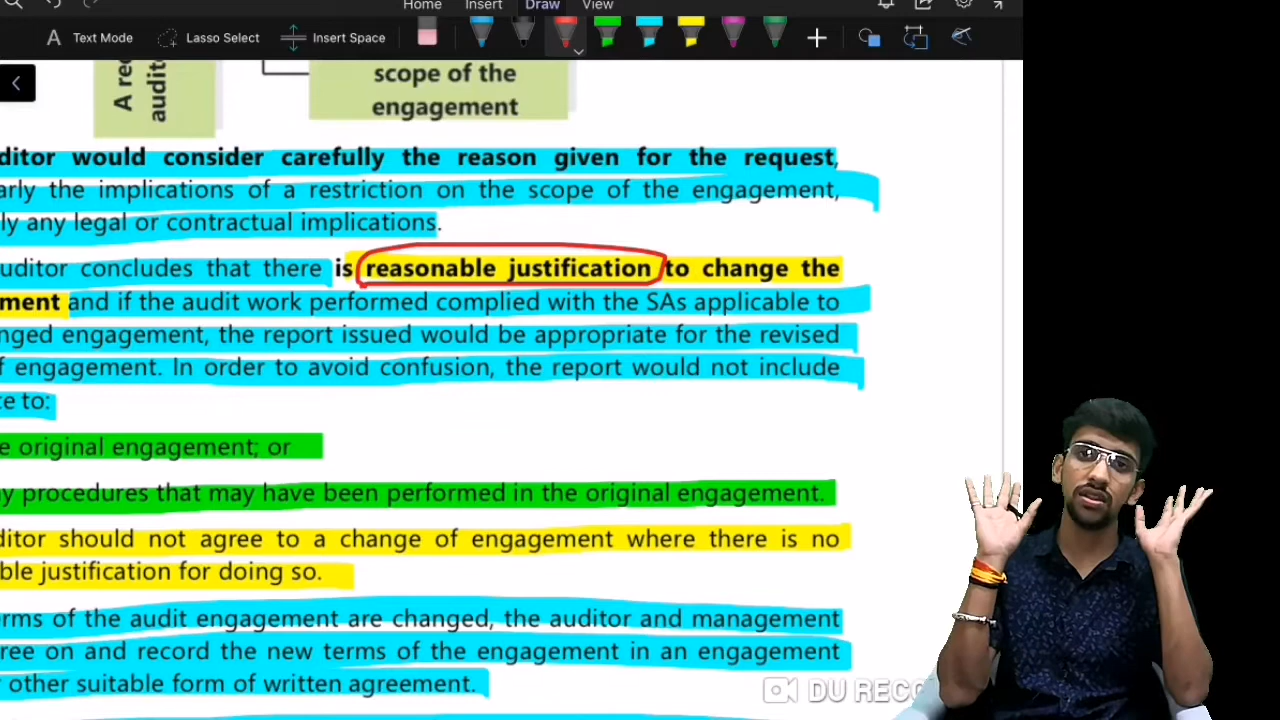 Home Insert Draw View
Text Mode Lasso Select Insert Space
A rec
audito
scope of the
engagement
ditor would consider carefully the reason given for the request,
arly the implications of a restriction on the scope of the engagement,
ly any legal or contractual implications.
uditor concludes that there is reasonable justification to change the
ment and if the audit work performed complied with the SAs applicable to
nged engagement, the report issued would be appropriate for the revised
f engagement. In order to avoid confusion, the report would not include
ce to:
e original engagement; or
y procedures that may have been performed in the original engagement.
ditor should not agree to a change of engagement where there is no
ble justification for doing so.
erms of the audit engagement are changed, the auditor and management
ree on and record the new terms of the engagement in an engagement
r other suitable form of written agreement.
DU RECO